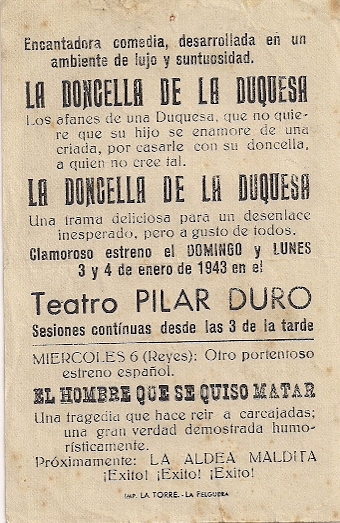 Encantadora comedia, desarrollada en un
ambiente de lujo y suntuosidad.
LA DONCELLA DE LA DUQUESA
Los afanes de una Duquesa, que no quie-
re que su hijo se enamore de una
criada, por casarle con su doncella,
a quien no cree tal.
LA DONCELLA DE LA DUQUESA
Una trama deliciosa para un desenlace
inesperado, pero a gusto de todos.
Clamoroso estreno el DOMINGO y LUNES
3 y 4 de enero de 1943 en el
Teatro PILAR DURO
Sesiones contínuas desde las 3 de la tarde
MIERCOLES 6 (Reyes): Otro portentoso
estreno español.
EL HOMBRE QUE SE QUISO MATAR
Una tragedia que hace reir a carcajadas;
una gran verdad demostrada humo-
rísticamente.
Próximamente: LA ALDEA MALDITA
¡Exito! ¡Exito! ¡Exito!
IMP. LA TORRE.- LA FELGUERA